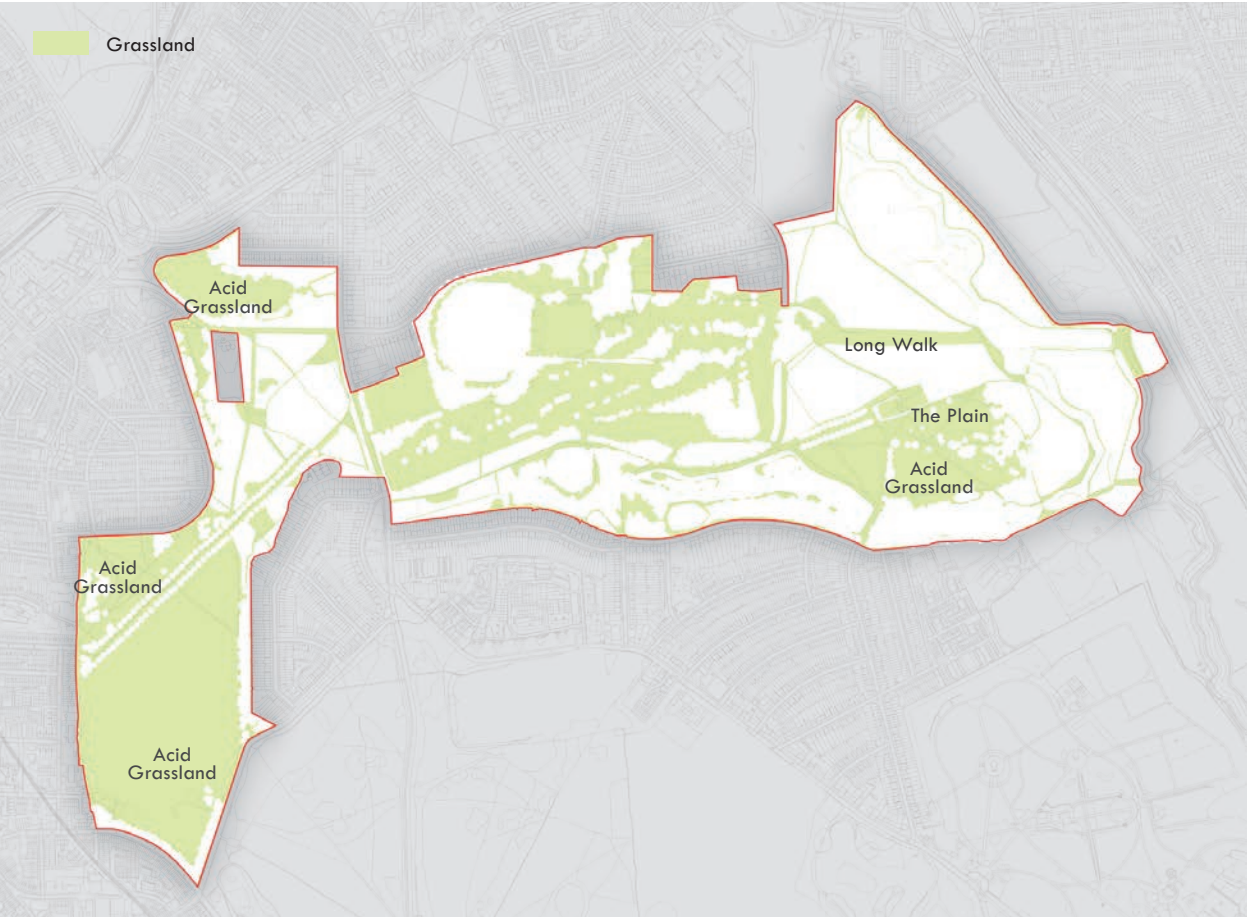 Grassland
Acid
Grassland
Long Walk
The Plain
Acid
Grassland
Acid
Grassland
Acid
Grassland